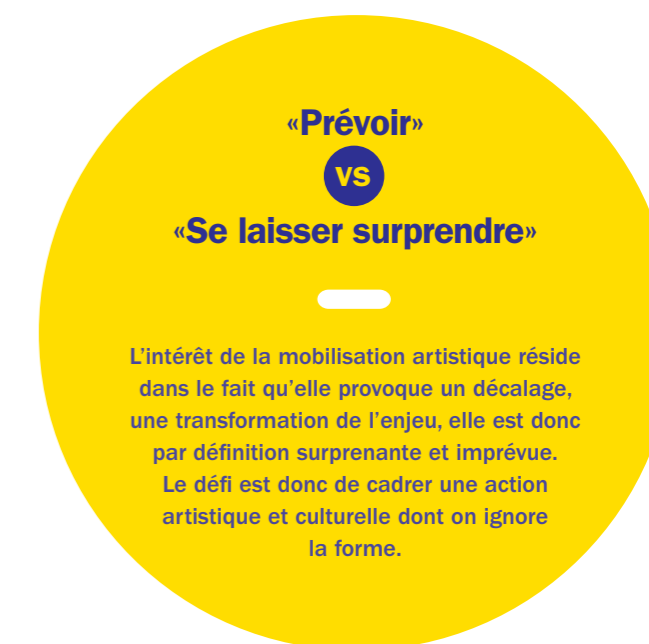 «Prévoir»
vs
«Se laisser surprendre»
L’intérêt de la mobilisation artistique réside
dans le fait qu’elle provoque un décalage,
une transformation de l’enjeu, elle est donc
par définition surprenante et imprévue.
Le défi est donc de cadrer une action
artistique et culturelle dont on ignore
la forme.